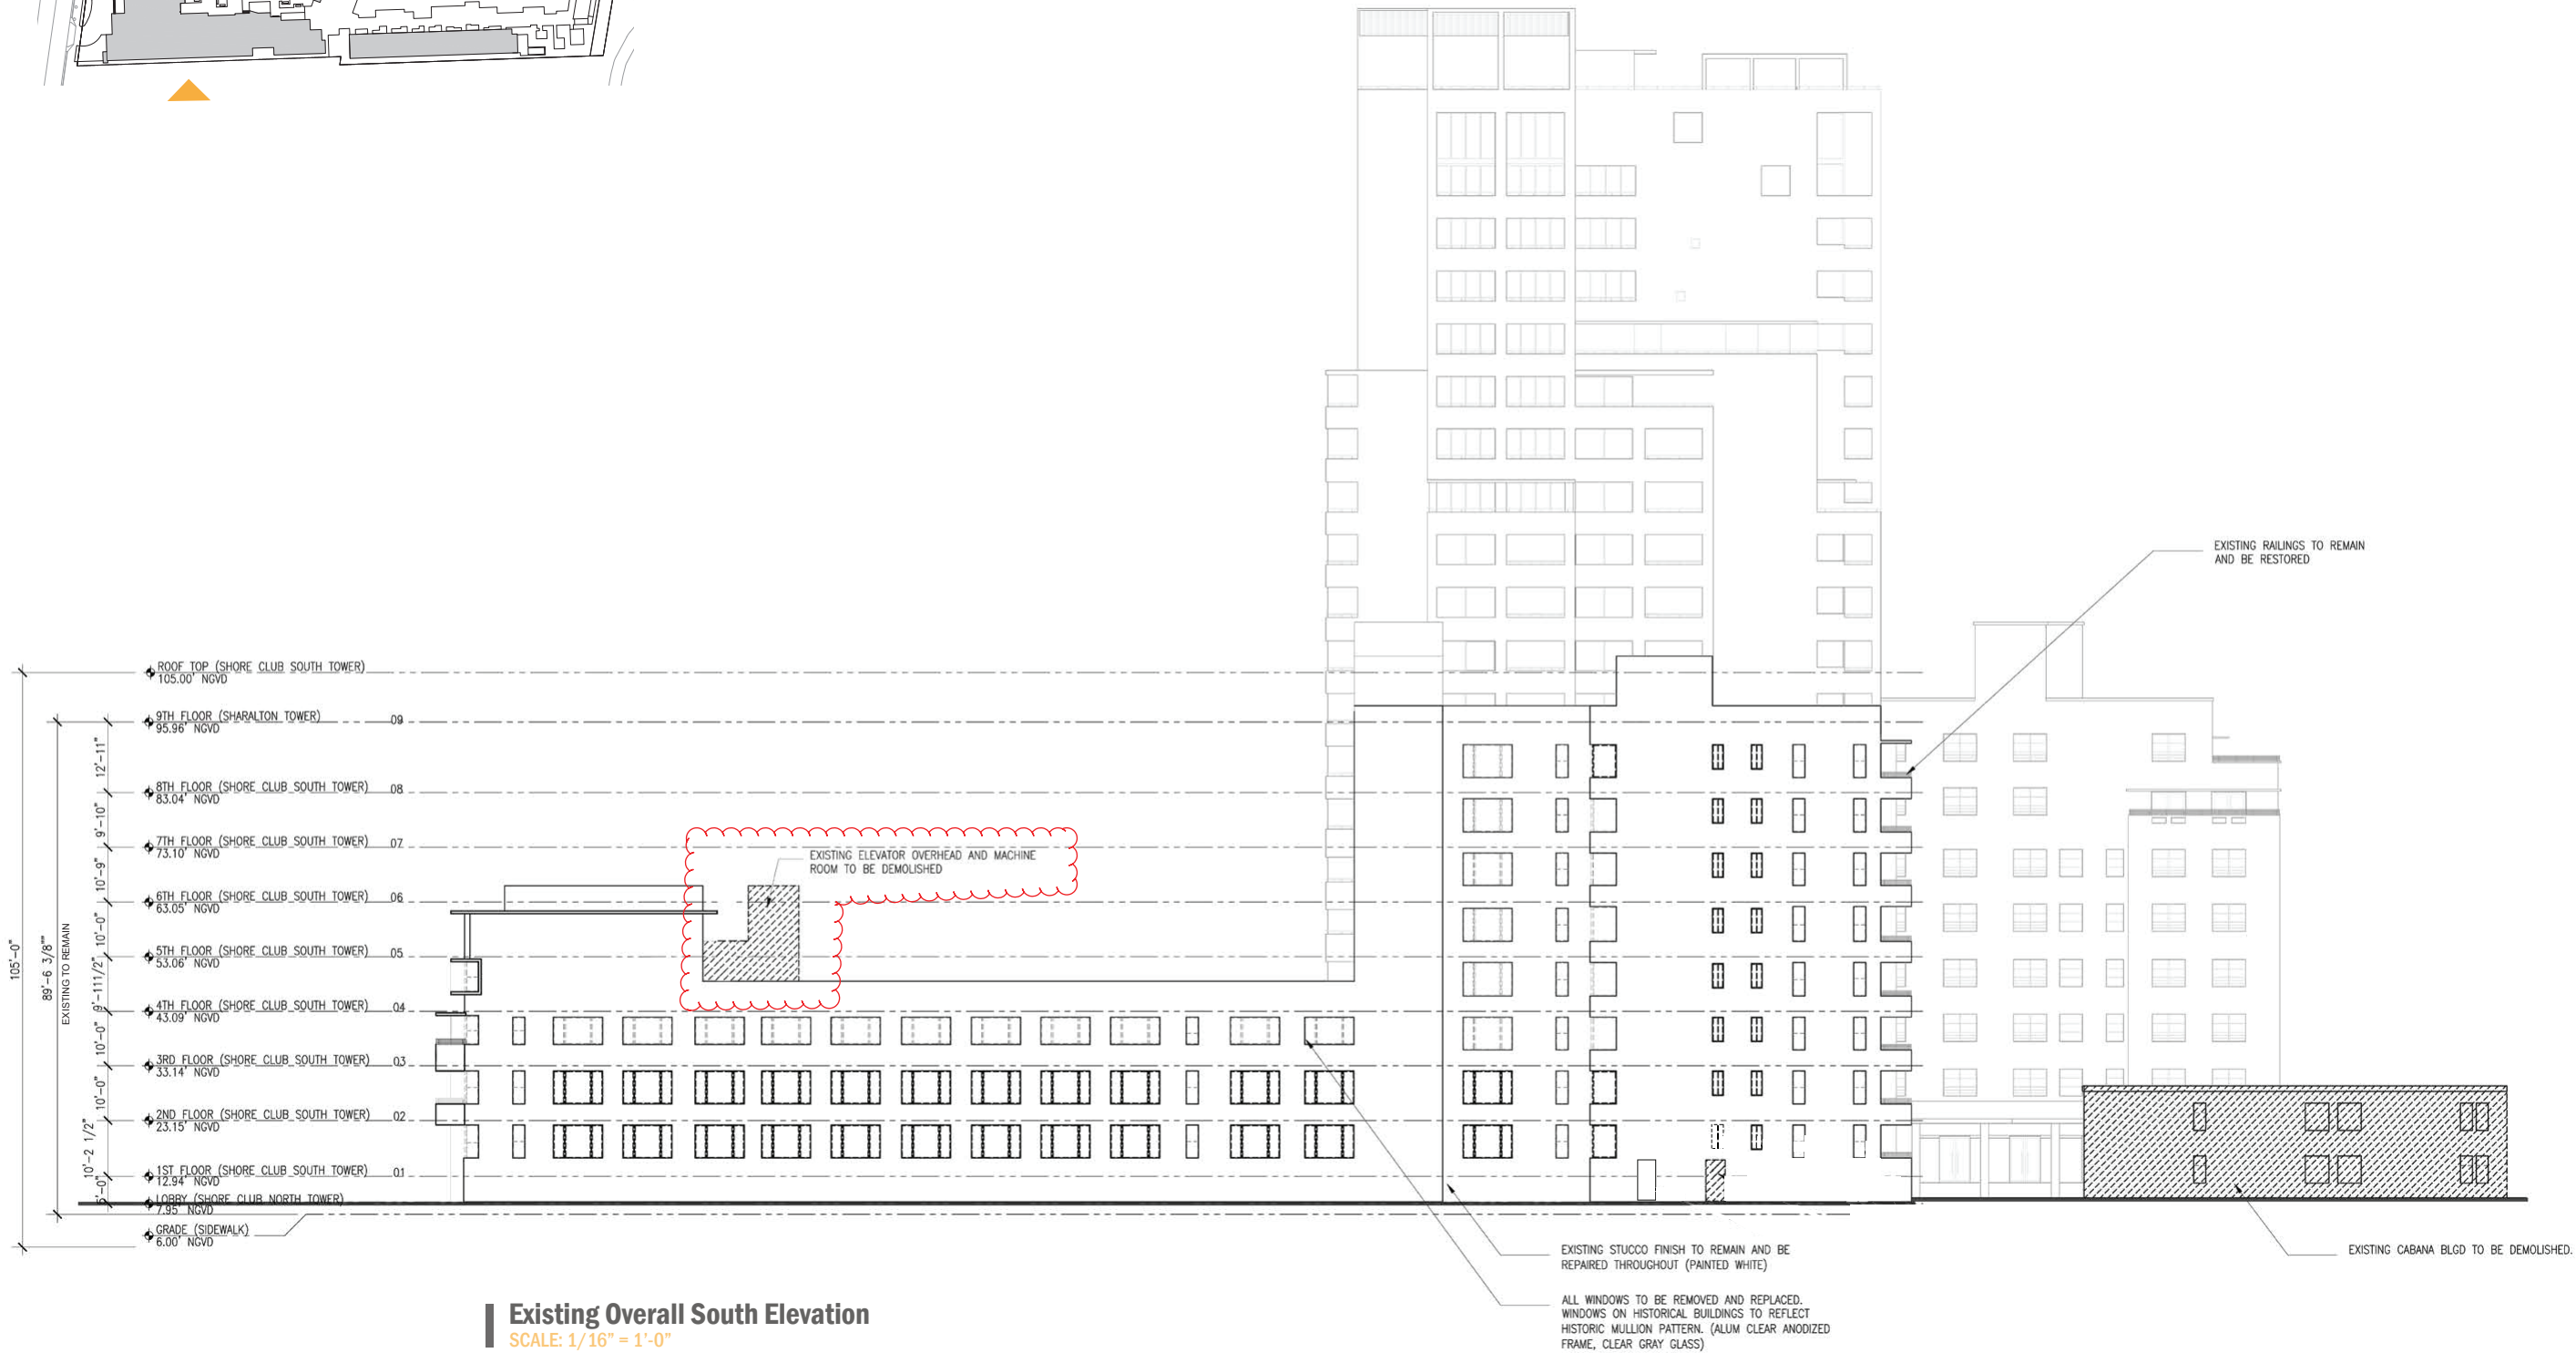 EXISTING RAILINGS TO REMAIN
AND BE RESTORED
ROOF TOP (SHORE CLUB SOUTH TOWER)
105.00' NGVD
9TH FLOOR (SHARALTON TOWER) 09
95.96' NGVD
12'-11"
8TH FLOOR (SHORE CLUB SOUTH TOWER) 08
83.04' NGVD
9'-10"
7TH FLOOR (SHORE CLUB SOUTH TOWER) 07
73.10' NGVD
EXISTING ELEVATOR OVERHEAD AND MACHINE
ROOM TO BE DEMOLISHED
10'-9"
6TH FLOOR (SHORE CLUB SOUTH TOWER) 06
63.05' NGVD
10'-0"
5TH FLOOR (SHORE CLUB SOUTH TOWER) 05
53.06' NGVD
105'-0"
89'-6 3/8""
EXISTING TO REMAIN
9'-111/2"
4TH FLOOR (SHORE CLUB SOUTH TOWER) 04
43.09' NGVD
10'-0"
3RD FLOOR (SHORE CLUB SOUTH TOWER) 03
33.14' NGVD
10'-0"
2ND FLOOR (SHORE CLUB SOUTH TOWER) 02
23.15' NGVD
10'-2 1/2"
1ST FLOOR (SHORE CLUB SOUTH TOWER) 01
12.94' NGVD
5'-0"
LOBBY (SHORE CLUB NORTH TOWER)
7.95' NGVD
GRADE (SIDEWALK)
6.00' NGVD
EXISTING STUCCO FINISH TO REMAIN AND BE
REPAIRED THROUGHOUT (PAINTED WHITE)
EXISTING CABANA BLGD TO BE DEMOLISHED.
ALL WINDOWS TO BE REMOVED AND REPLACED.
WINDOWS ON HISTORICAL BUILDINGS TO REFLECT
HISTORIC MULLION PATTERN. (ALUM CLEAR ANODIZED
FRAME, CLEAR GRAY GLASS)
Existing Overall South Elevation
SCALE: 1/16" = 1'-0"